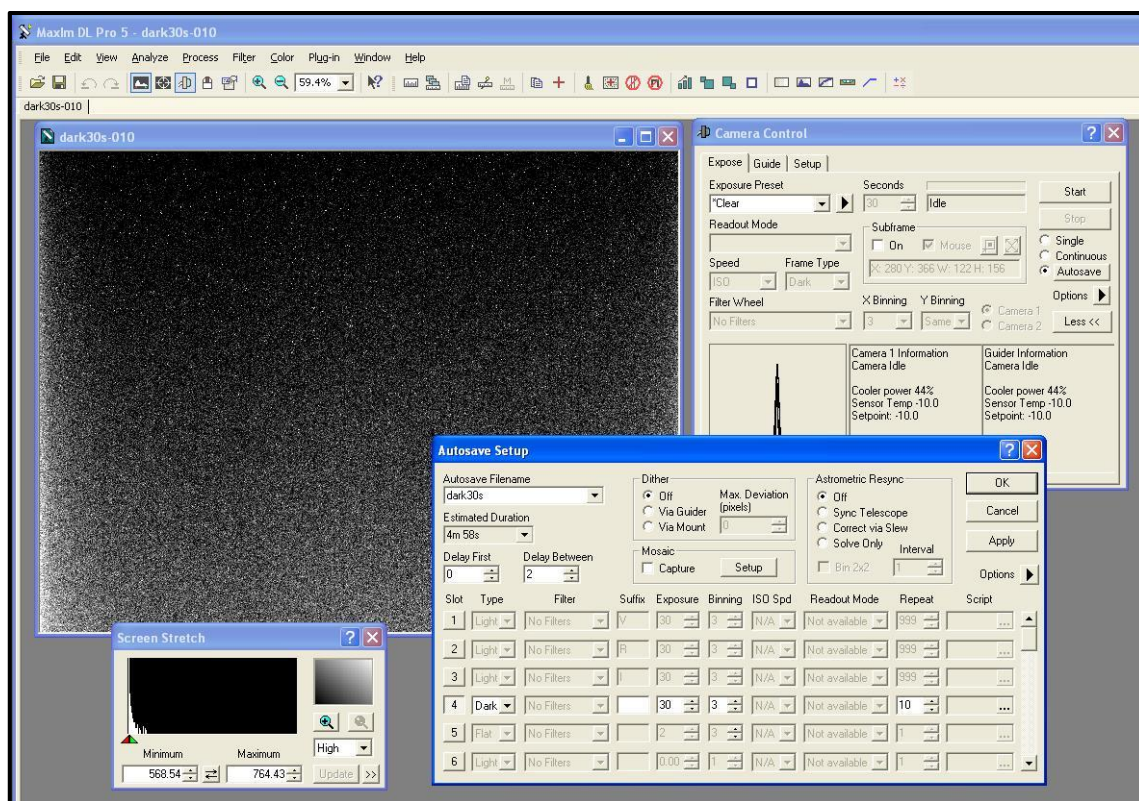 MaxIm DL Pro 5 - dark30s-010
File Edit View Analyze Process Filter Color Plug-in Window Help
59.4%
dark30s-010
dark30s-010
Camera Control
Expose Guide Setup
Exposure Preset Seconds
*Clear 30 Idle Start
Readout Mode Subframe Stop
On Mouse Single
Speed Frame Type Continuous
ISO Dark X: 280 Y: 366 W: 122 H: 156 Autosave
Filter Wheel X Binning Y Binning Camera 1 Options
No Filters 3 Same Camera 2 Less <<
Camera 1 Information Guider Information
Camera Idle Camera Idle
Cooler power 44% Cooler power 44%
Sensor Temp -10.0 Sensor Temp -10.0
Setpoint: -10.0 Setpoint: -10.0
Autosave Setup
Autosave Filename Dither Astrometric Resync
dark30s Off Max. Deviation (pixels) Off OK
Estimated Duration Via Guider Sync Telescope Cancel
4m 58s Via Mount 0 Correct via Slew
Delay First Delay Between Mosaic Solve Only Interval Apply
0 2 Capture Setup Bin 2x2 1 Options
Slot Type Filter Suffix Exposure Binning ISO Spd Readout Mode Repeat Script
1 Light No Filters V 30 3 N/A Not available 999 ...
2 Light No Filters R 30 3 N/A Not available 999 ...
3 Light No Filters I 30 3 N/A Not available 999 ...
4 Dark No Filters 30 3 N/A Not available 10 ...
5 Flat No Filters 2 3 N/A Not available 1 ...
6 Light No Filters 0.00 1 N/A Not available 1 ...
Screen Stretch
Minimum Maximum High
568.54 764.43 Update >>